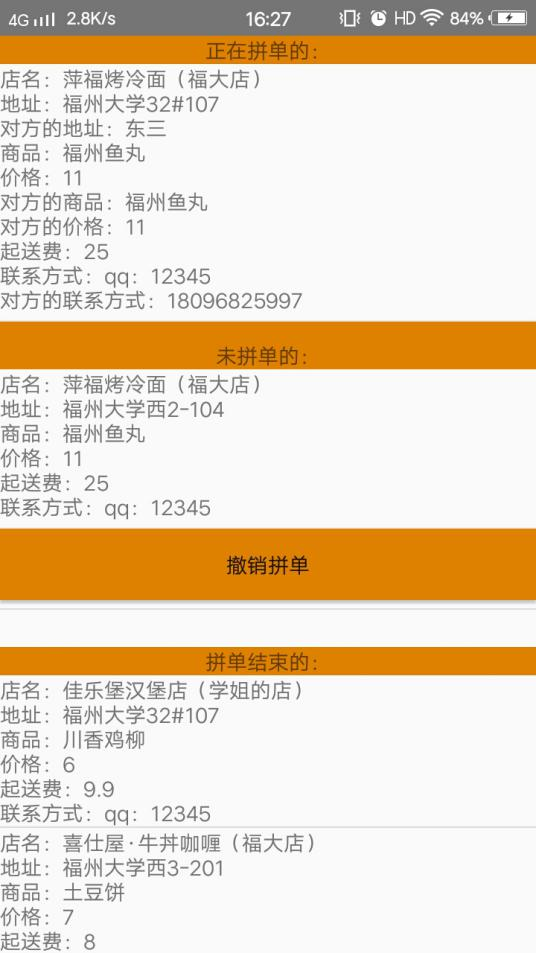 4G 2.8K/s 16:27 HD 84%
正在拼单的：
店名：萍福烤冷面（福大店）
地址：福州大学32#107
对方的地址：东三
商品：福州鱼丸
价格：11
对方的商品：福州鱼丸
对方的价格：11
起送费：25
联系方式：qq：12345
对方的联系方式：18096825997
未拼单的：
店名：萍福烤冷面（福大店）
地址：福州大学西2-104
商品：福州鱼丸
价格：11
起送费：25
联系方式：qq：12345
撤销拼单
拼单结束的：
店名：佳乐堡汉堡店（学姐的店）
地址：福州大学32#107
商品：川香鸡柳
价格：6
起送费：9.9
联系方式：qq：12345
店名：喜仕屋·牛丼咖喱（福大店）
地址：福州大学西3-201
商品：土豆饼
价格：7
起送费：8